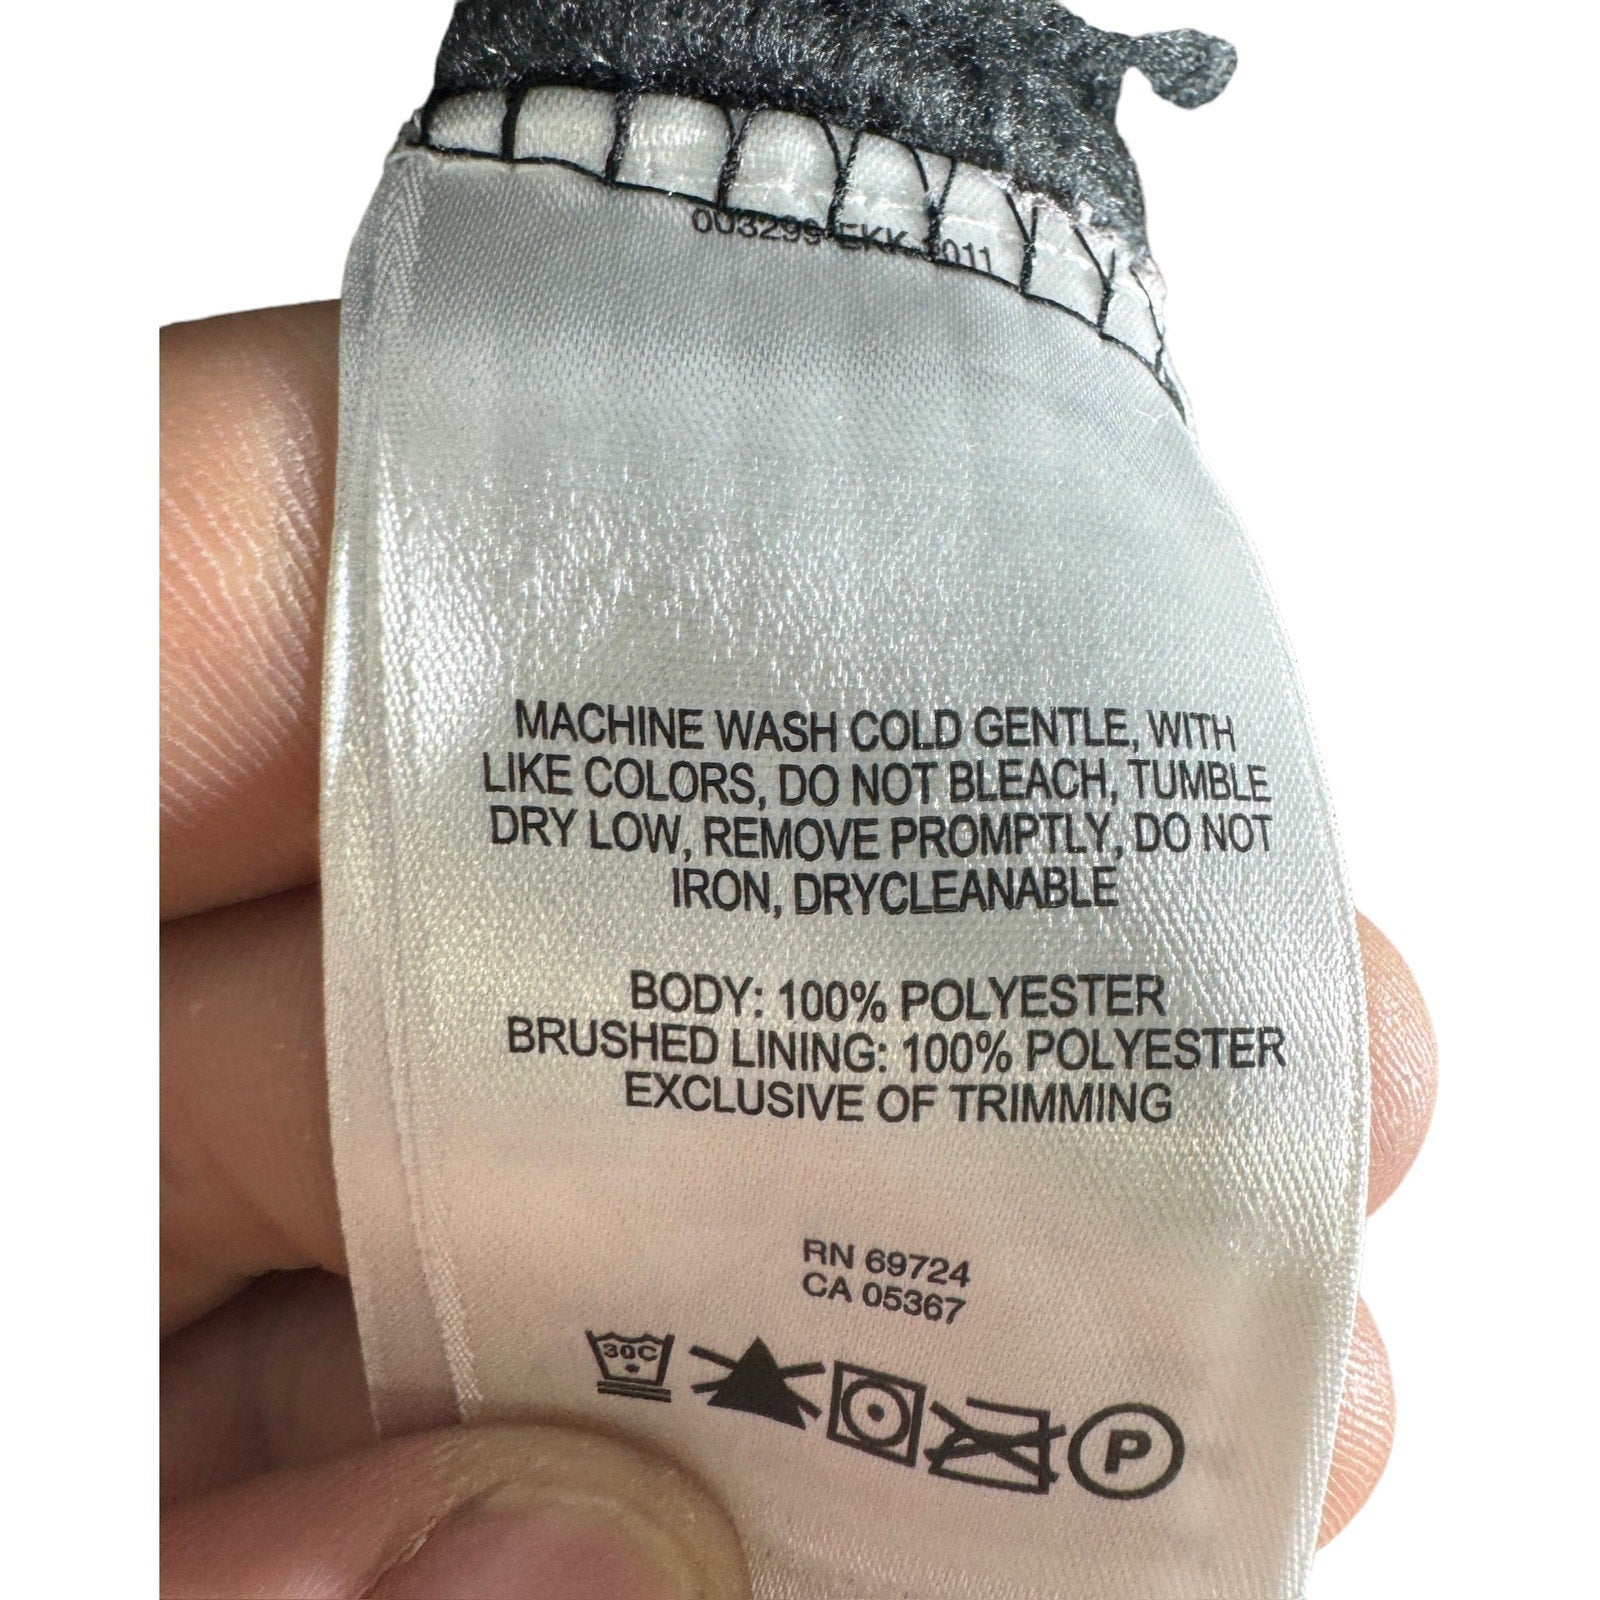 003299
MACHINE WASH COLD GENTLE, WITH
LIKE COLORS, DO NOT BLEACH, TUMBLE
DRY LOW, REMOVE PROMPTLY, DO NOT
IRON, DRYCLEANABLE
BODY: 100% POLYESTER
BRUSHED LINING: 100% POLYESTER
EXCLUSIVE OF TRIMMING
RN 69724
CA 05367
30C
P